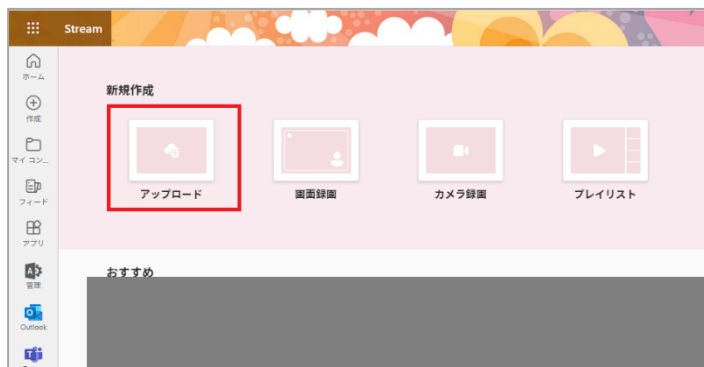 Stream
ホーム
作成
マイ コン...
フィード
アプリ
管理
Outlook
新規作成
アップロード
画面録画
カメラ録画
プレイリスト
おすすめ